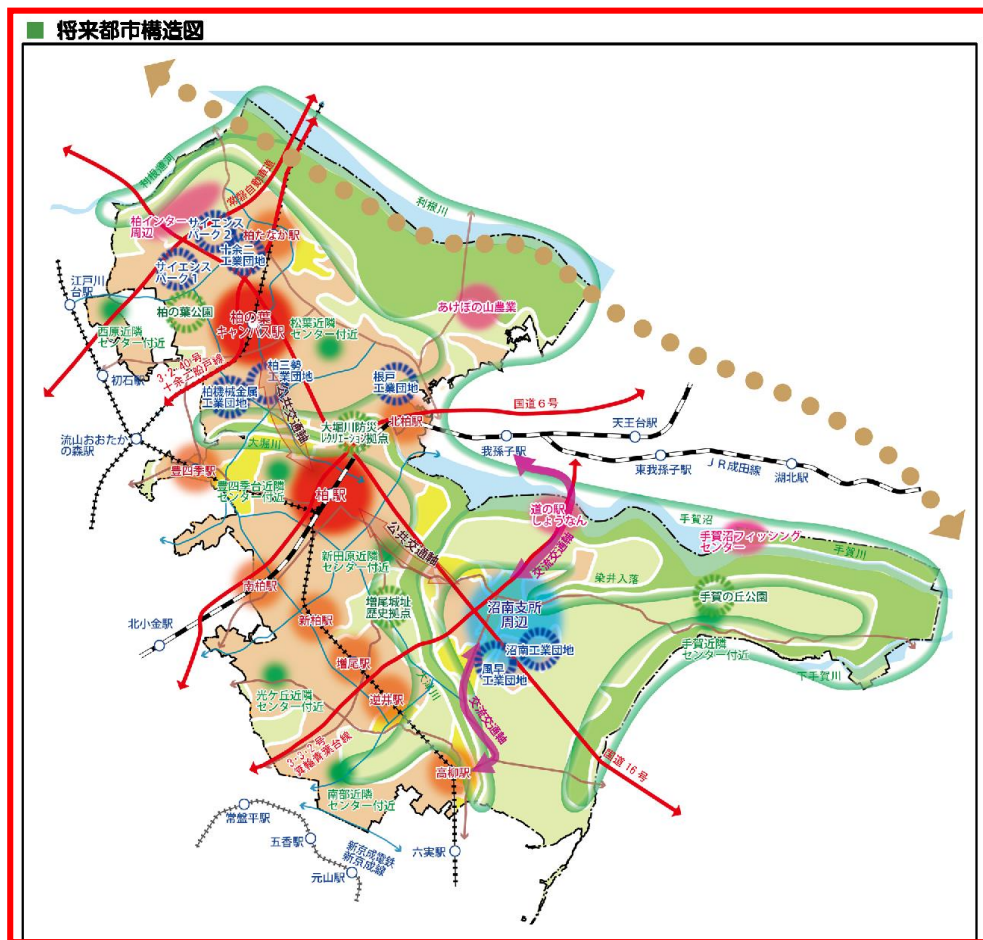 ■ 将来都市構造図
利根運河
常磐自動車道
利根川
柏インター
周辺
サイエンス
パーク2
柏たなか駅
十余二
工業団地
サイエンス
パーク1
江戸川
台駅
柏の葉公園
あけぼの山農業
柏の葉
キャンパス駅
西原近隣
センター付近
松葉近隣
センター付近
初石駅
3・2・40号
十余三船戸線
柏三勢
工業団地
柏機械金属
工業団地
根戸
工業団地
公共交通軸
国道6号
北柏駅
大堀川防災
レクリエーション拠点
天王台駅
流山おおたか
の森駅
大堀川
我孫子駅
東我孫子駅
JR成田線
湖北駅
豊四季駅
豊四季台近隣
センター付近
柏駅
道の駅
しょうなん
手賀沼
手賀沼フィッシング
センター
手賀川
公共交通軸
新田原近隣
センター付近
交流交通軸
染井入落
南柏駅
増尾城址
歴史拠点
沼南支所
周辺
手賀の丘公園
北小金駅
新柏駅
沼南工業団地
手賀近隣
センター付近
増尾駅
風早
工業団地
下手賀川
光ケ丘近隣
センター付近
逆井駅
大津川
交流交通軸
3・3・2号
箕輪青葉台線
国道16号
高柳駅
南部近隣
センター付近
常盤平駅
五香駅
新京成電鉄
新京成線
六実駅
元山駅